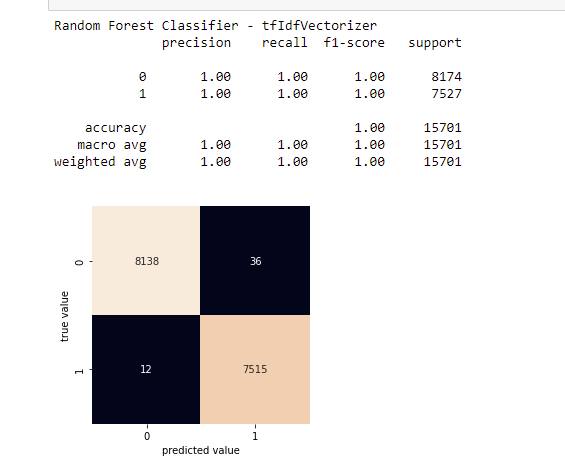 Random Forest Classifier - tfIdfVectorizer
precision recall f1-score support
0 1.00 1.00 1.00 8174
1 1.00 1.00 1.00 7527
accuracy 1.00 15701
macro avg 1.00 1.00 1.00 15701
weighted avg 1.00 1.00 1.00 15701
0 8138 36
true value
1 12 7515
0 1
predicted value